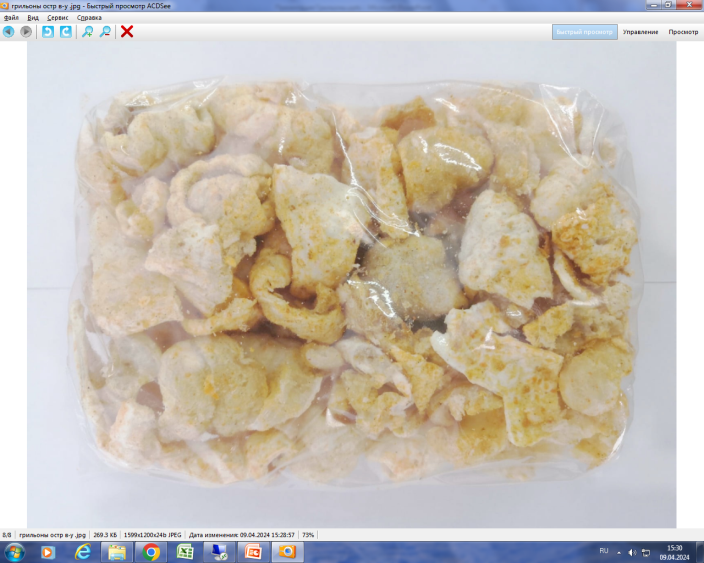 грильоны остр в-у .jpg - Быстрый просмотр ACDSee
Файл Вид Сервис Справка
Быстрый просмотр Управление Просмотр
8/8 грильоны остр в-у .jpg 269.3 КБ 1599x1200x24b JPEG Дата изменения: 09.04.2024 15:28:57 73%
RU 15:30
09.04.2024